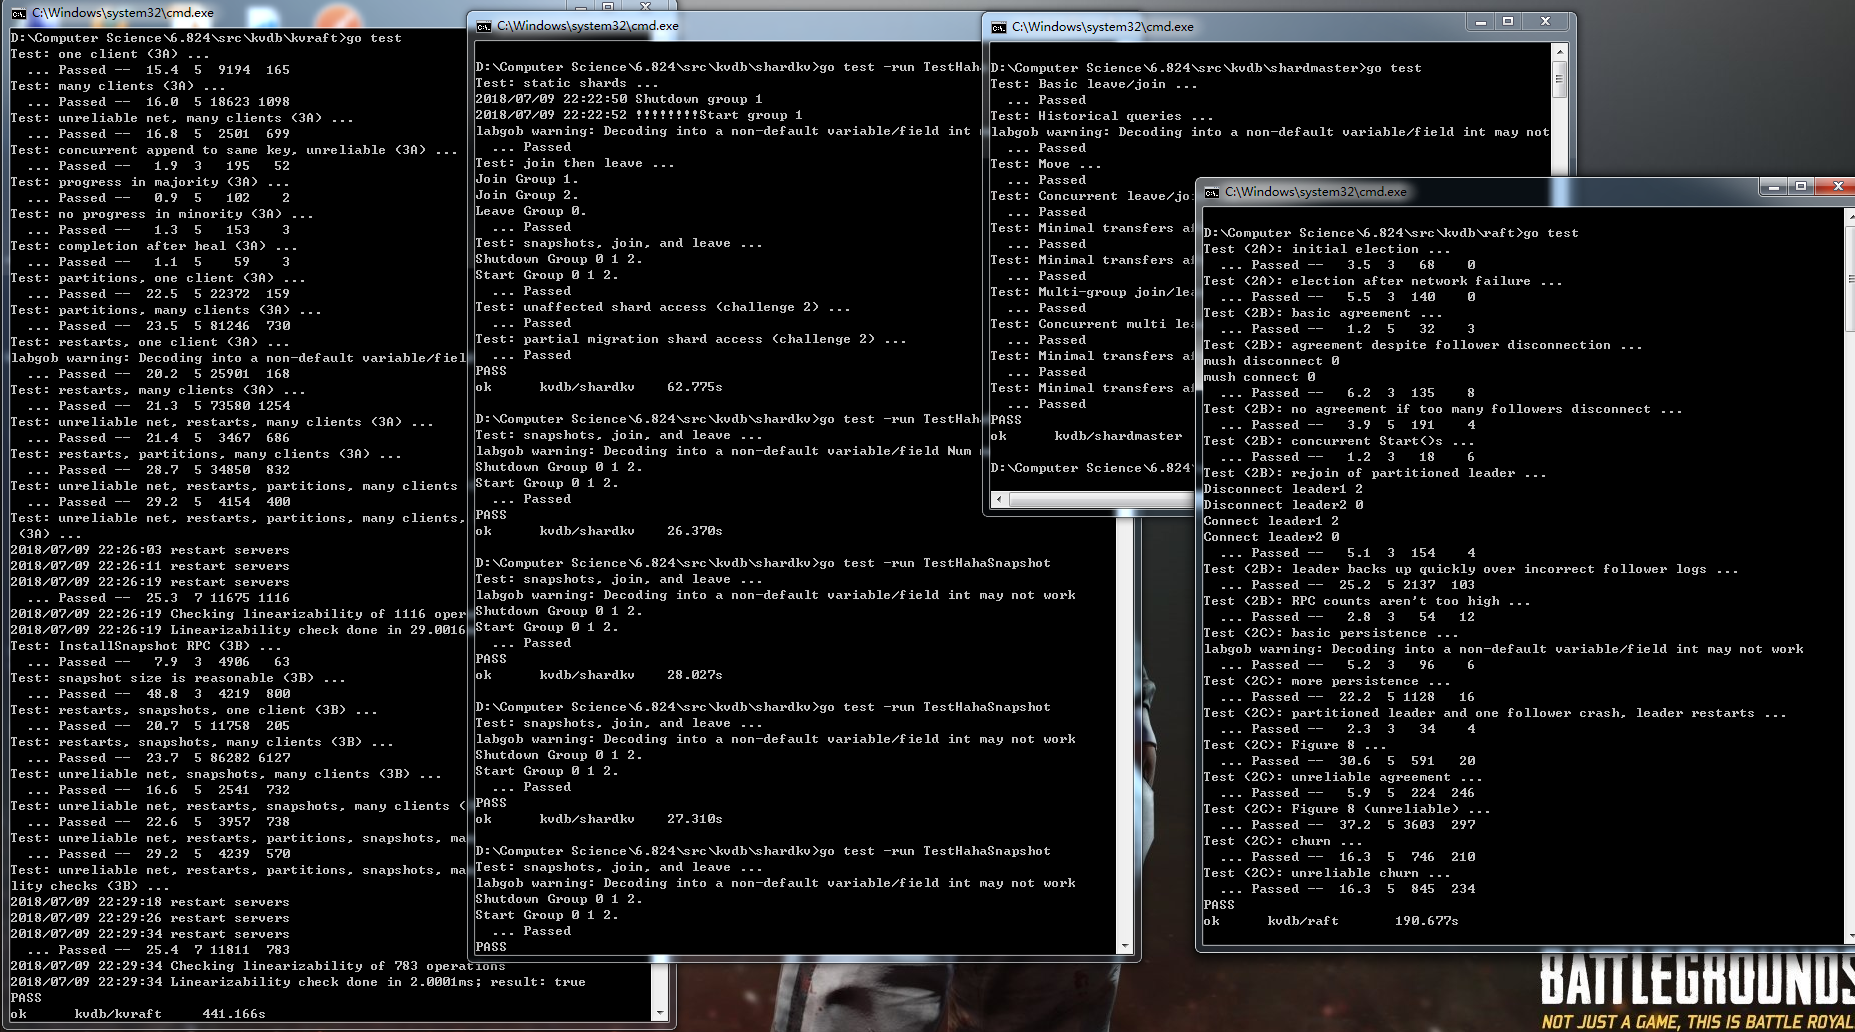 C:\Windows\system32\cmd.exe
D:\Computer Science\6.824\src\kvdb\kvraft>go test
Test: one client (3A) ...
... Passed -- 15.4 5 9194 165
Test: many clients (3A) ...
... Passed -- 16.0 5 18623 1098
Test: unreliable net, many clients (3A) ...
... Passed -- 16.8 5 2501 699
Test: concurrent append to same key, unreliable (3A) ...
... Passed -- 1.9 3 195 52
Test: progress in majority (3A) ...
... Passed -- 0.9 5 102 2
Test: no progress in minority (3A) ...
... Passed -- 1.3 5 153 3
Test: completion after heal (3A) ...
... Passed -- 1.1 5 59 3
Test: partitions, one client (3A) ...
... Passed -- 22.5 5 22372 159
Test: partitions, many clients (3A) ...
... Passed -- 23.5 5 81246 730
Test: restarts, one client (3A) ...
labgob warning: Decoding into a non-default variable/fiel
... Passed -- 20.2 5 25901 168
Test: restarts, many clients (3A) ...
... Passed -- 21.3 5 73580 1254
Test: unreliable net, restarts, many clients (3A) ...
... Passed -- 21.4 5 3467 686
Test: restarts, partitions, many clients (3A) ...
... Passed -- 28.7 5 34850 832
Test: unreliable net, restarts, partitions, many clients
... Passed -- 29.2 5 4154 400
Test: unreliable net, restarts, partitions, many clients,
(3A) ...
2018/07/09 22:26:03 restart servers
2018/07/09 22:26:11 restart servers
2018/07/09 22:26:19 restart servers
... Passed -- 25.3 7 11675 1116
2018/07/09 22:26:19 Checking linearizability of 1116 oper
2018/07/09 22:26:19 Linearizability check done in 29.0016
Test: InstallSnapshot RPC (3B) ...
... Passed -- 7.9 3 4906 63
Test: snapshot size is reasonable (3B) ...
... Passed -- 48.8 3 4219 800
Test: restarts, snapshots, one client (3B) ...
... Passed -- 20.7 5 11758 205
Test: restarts, snapshots, many clients (3B) ...
... Passed -- 23.7 5 86282 6127
Test: unreliable net, snapshots, many clients (3B) ...
... Passed -- 16.6 5 2541 732
Test: unreliable net, restarts, snapshots, many clients (
... Passed -- 22.6 5 3957 738
Test: unreliable net, restarts, partitions, snapshots, ma
... Passed -- 29.2 5 4239 570
Test: unreliable net, restarts, partitions, snapshots, ma
lity checks (3B) ...
2018/07/09 22:29:18 restart servers
2018/07/09 22:29:26 restart servers
2018/07/09 22:29:34 restart servers
... Passed -- 25.4 7 11811 783
2018/07/09 22:29:34 Checking linearizability of 783 operations
2018/07/09 22:29:34 Linearizability check done in 2.0001ms; result: true
PASS
ok kvdb/kvraft 441.166s
C:\Windows\system32\cmd.exe
D:\Computer Science\6.824\src\kvdb\shardkv>go test -run TestHaha
Test: static shards ...
2018/07/09 22:22:50 Shutdown group 1
2018/07/09 22:22:52 !!!!!!!!Start group 1
labgob warning: Decoding into a non-default variable/field int
... Passed
Test: join then leave ...
Join Group 1.
Join Group 2.
Leave Group 0.
... Passed
Test: snapshots, join, and leave ...
Shutdown Group 0 1 2.
Start Group 0 1 2.
... Passed
Test: unaffected shard access (challenge 2) ...
... Passed
Test: partial migration shard access (challenge 2) ...
... Passed
PASS
ok kvdb/shardkv 62.775s
D:\Computer Science\6.824\src\kvdb\shardkv>go test -run TestHaha
Test: snapshots, join, and leave ...
labgob warning: Decoding into a non-default variable/field Num
Shutdown Group 0 1 2.
Start Group 0 1 2.
... Passed
PASS
ok kvdb/shardkv 26.370s
D:\Computer Science\6.824\src\kvdb\shardkv>go test -run TestHahaSnapshot
Test: snapshots, join, and leave ...
labgob warning: Decoding into a non-default variable/field int may not work
Shutdown Group 0 1 2.
Start Group 0 1 2.
... Passed
PASS
ok kvdb/shardkv 28.027s
D:\Computer Science\6.824\src\kvdb\shardkv>go test -run TestHahaSnapshot
Test: snapshots, join, and leave ...
labgob warning: Decoding into a non-default variable/field int may not work
Shutdown Group 0 1 2.
Start Group 0 1 2.
... Passed
PASS
ok kvdb/shardkv 27.310s
D:\Computer Science\6.824\src\kvdb\shardkv>go test -run TestHahaSnapshot
Test: snapshots, join, and leave ...
labgob warning: Decoding into a non-default variable/field int may not work
Shutdown Group 0 1 2.
Start Group 0 1 2.
... Passed
PASS
C:\Windows\system32\cmd.exe
D:\Computer Science\6.824\src\kvdb\shardmaster>go test
Test: Basic leave/join ...
... Passed
Test: Historical queries ...
labgob warning: Decoding into a non-default variable/field int may not
... Passed
Test: Move ...
... Passed
Test: Concurrent leave/joi
... Passed
Test: Minimal transfers af
... Passed
Test: Minimal transfers af
... Passed
Test: Multi-group join/lea
... Passed
Test: Concurrent multi lea
... Passed
Test: Minimal transfers af
... Passed
Test: Minimal transfers af
... Passed
PASS
ok kvdb/shardmaster
D:\Computer Science\6.824\
C:\Windows\system32\cmd.exe
D:\Computer Science\6.824\src\kvdb\raft>go test
Test (2A): initial election ...
... Passed -- 3.5 3 68 0
Test (2A): election after network failure ...
... Passed -- 5.5 3 140 0
Test (2B): basic agreement ...
... Passed -- 1.2 5 32 3
Test (2B): agreement despite follower disconnection ...
mush disconnect 0
mush connect 0
... Passed -- 6.2 3 135 8
Test (2B): no agreement if too many followers disconnect ...
... Passed -- 3.9 5 191 4
Test (2B): concurrent Start()s ...
... Passed -- 1.2 3 18 6
Test (2B): rejoin of partitioned leader ...
Disconnect leader1 2
Disconnect leader2 0
Connect leader1 2
Connect leader2 0
... Passed -- 5.1 3 154 4
Test (2B): leader backs up quickly over incorrect follower logs ...
... Passed -- 25.2 5 2137 103
Test (2B): RPC counts aren't too high ...
... Passed -- 2.8 3 54 12
Test (2C): basic persistence ...
labgob warning: Decoding into a non-default variable/field int may not work
... Passed -- 5.2 3 96 6
Test (2C): more persistence ...
... Passed -- 22.2 5 1128 16
Test (2C): partitioned leader and one follower crash, leader restarts ...
... Passed -- 2.3 3 34 4
Test (2C): Figure 8 ...
... Passed -- 30.6 5 591 20
Test (2C): unreliable agreement ...
... Passed -- 5.9 5 224 246
Test (2C): Figure 8 (unreliable) ...
... Passed -- 37.2 5 3603 297
Test (2C): churn ...
... Passed -- 16.3 5 746 210
Test (2C): unreliable churn ...
... Passed -- 16.3 5 845 234
PASS
ok kvdb/raft 190.677s
BATTLEGROUNDS
NOT JUST A GAME, THIS IS BATTLE ROYAL